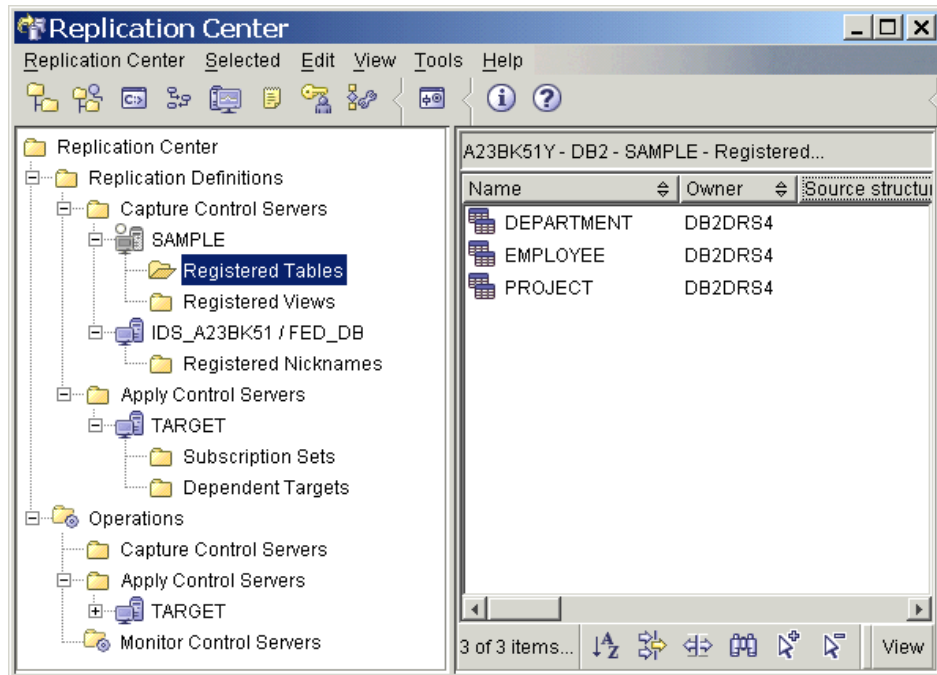 Replication Center
Replication Center Selected Edit View Tools Help
Replication Center
Replication Definitions
Capture Control Servers
SAMPLE
Registered Tables
Registered Views
IDS_A23BK51 / FED_DB
Registered Nicknames
Apply Control Servers
TARGET
Subscription Sets
Dependent Targets
Operations
Capture Control Servers
Apply Control Servers
TARGET
Monitor Control Servers
A23BK51Y - DB2 - SAMPLE - Registered...
Name Owner Source structur
DEPARTMENT DB2DRS4
EMPLOYEE DB2DRS4
PROJECT DB2DRS4
3 of 3 items... View